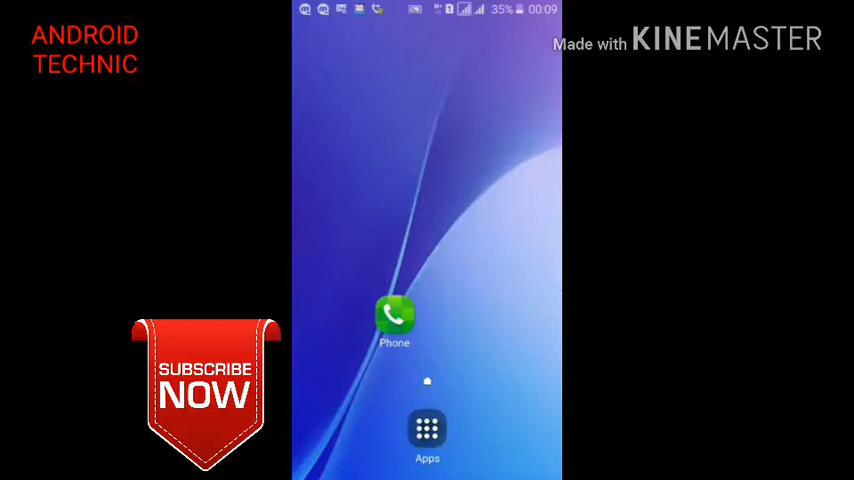 ANDROID
TECHNIC
35% 00:09
Made with KINEMASTER
Phone
SUBSCRIBE
NOW
Apps